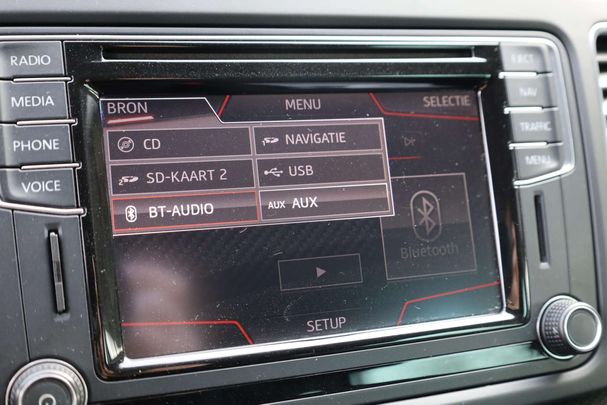 RADIO
MEDIA
PHONE
VOICE
EJECT
NAV
TRAFFIC
MENU
BRON
MENU
SELECTIE
CD
NAVIGATIE
SD-KAART 2
USB
BT-AUDIO
AUX AUX
Bluetooth
SETUP